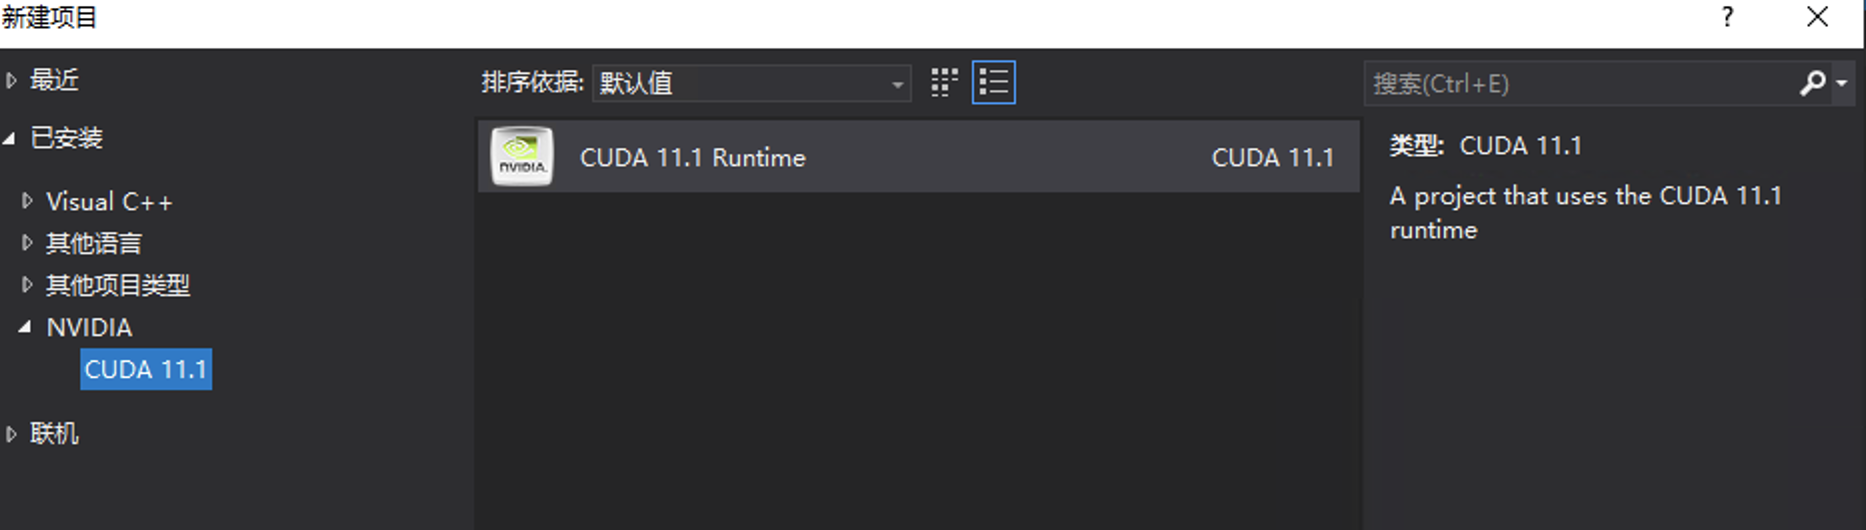 新建项目
?
最近
已安装
Visual C++
其他语言
其他项目类型
NVIDIA
CUDA 11.1
联机
排序依据: 默认值
搜索(Ctrl+E)
NVIDIA.
CUDA 11.1 Runtime
CUDA 11.1
类型: CUDA 11.1
A project that uses the CUDA 11.1
runtime